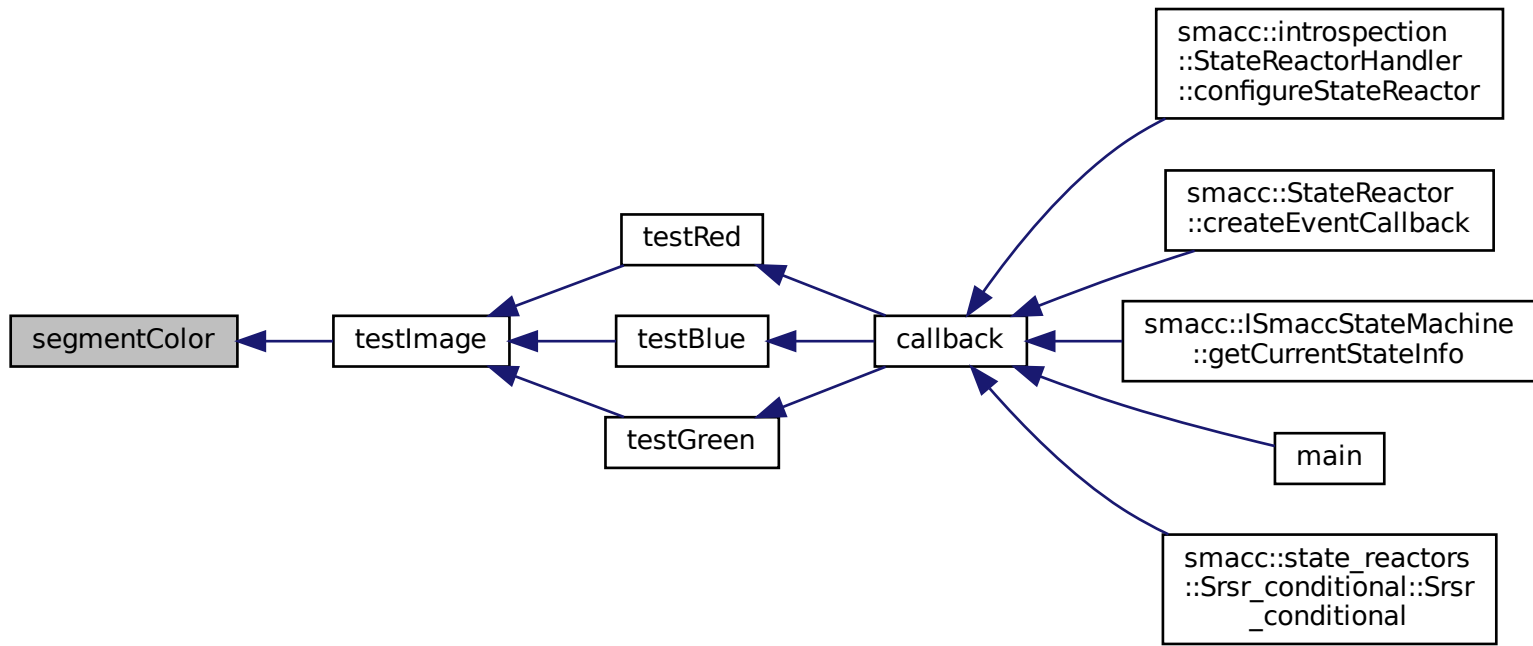 smacc::introspection
::StateReactorHandler
::configureStateReactor
smacc::StateReactor
::createEventCallback
testRed
segmentColor
testImage
testBlue
callback
smacc::ISmaccStateMachine
::getCurrentStateInfo
testGreen
main
smacc::state_reactors
::Srsr_conditional::Srsr
_conditional